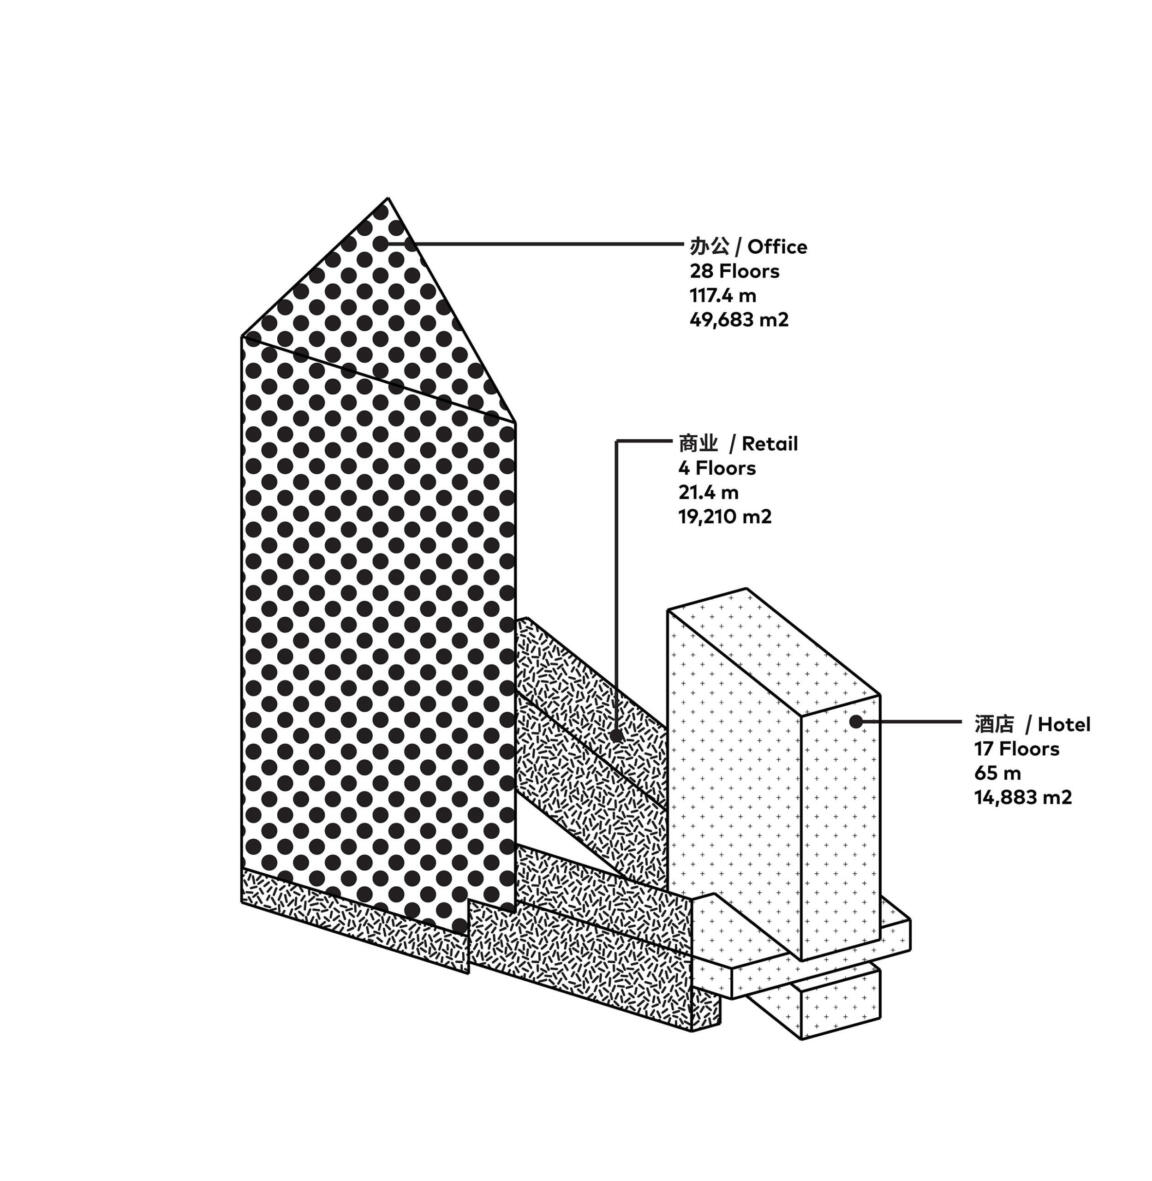 办公 / Office
28 Floors
117.4 m
49,683 m2
商业 / Retail
4 Floors
21.4 m
19,210 m2
酒店 / Hotel
17 Floors
65 m
14,883 m2